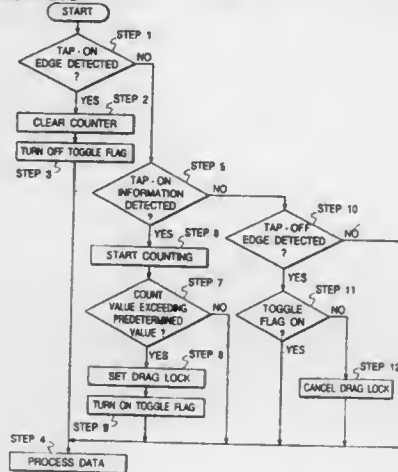 START
STEP 1
TAP-ON
EDGE DETECTED
?
NO
YES
STEP 2
CLEAR COUNTER
TURN OFF TOGGLE FLAG
STEP 3
STEP 5
TAP-ON
INFORMATION
DETECTED
?
NO
YES
STEP 6
START COUNTING
STEP 7
COUNT
VALUE EXCEEDING
PREDETERMINED
VALUE ?
NO
YES
STEP 8
SET DRAG LOCK
TURN ON TOGGLE FLAG
STEP 9
STEP 10
TAP-OFF
EDGE DETECTED
?
NO
YES
STEP 11
TOGGLE
FLAG ON
?
NO
YES
STEP 12
CANCEL DRAG LOCK
STEP 4
PROCESS DATA